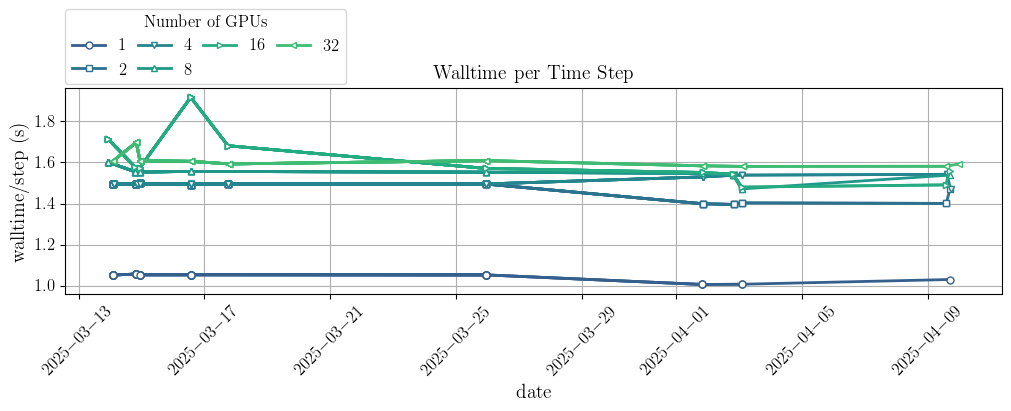 Number of GPUs
1 4 16 32
2 8
Walltime per Time Step
walltime/step (s)
1.8
1.6
1.4
1.2
1.0
2025−03−13 2025−03−17 2025−03−21 2025−03−25 2025−03−29 2025−04−01 2025−04−05 2025−04−09
date